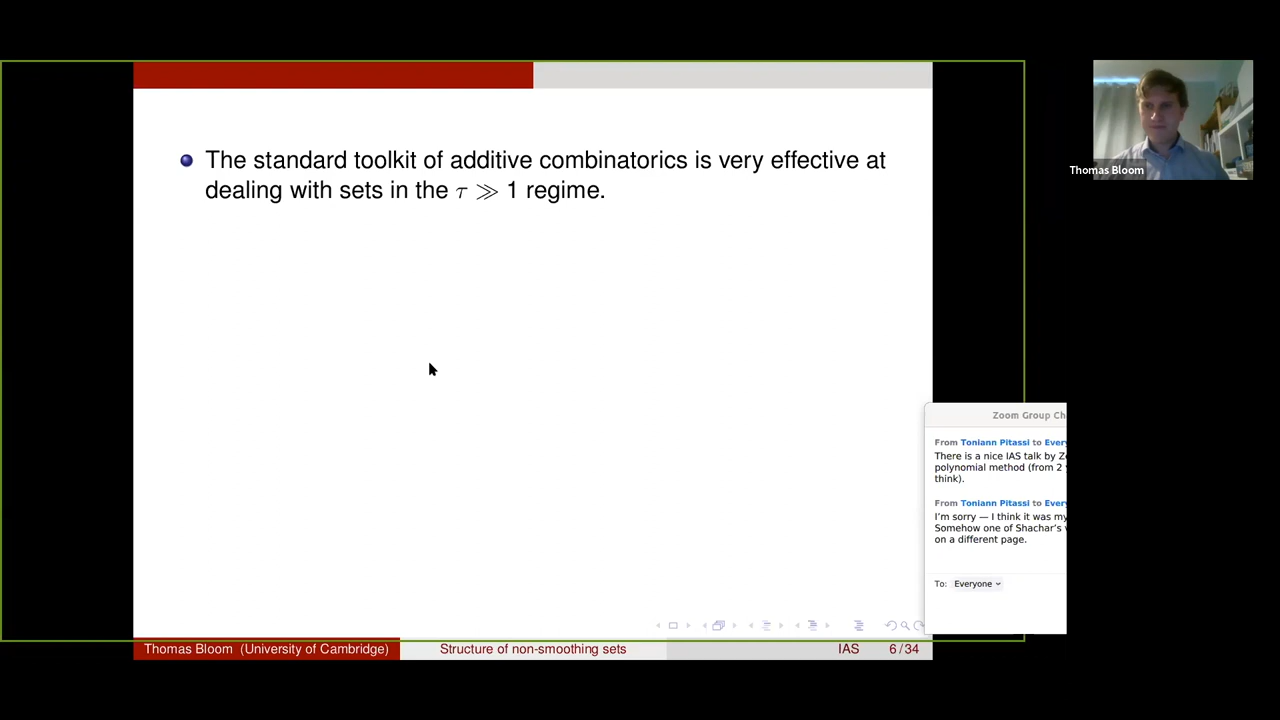 The standard toolkit of additive combinatorics is very effective at
dealing with sets in the τ ≫ 1 regime.
Thomas Bloom
Zoom Group Ch
From Toniann Pitassi to Every
There is a nice IAS talk by Z
polynomial method (from 2
think).
From Toniann Pitassi to Every
I'm sorry — I think it was my
Somehow one of Shachar's
on a different page.
To: Everyone
Thomas Bloom (University of Cambridge)
Structure of non-smoothing sets
IAS
6 / 34